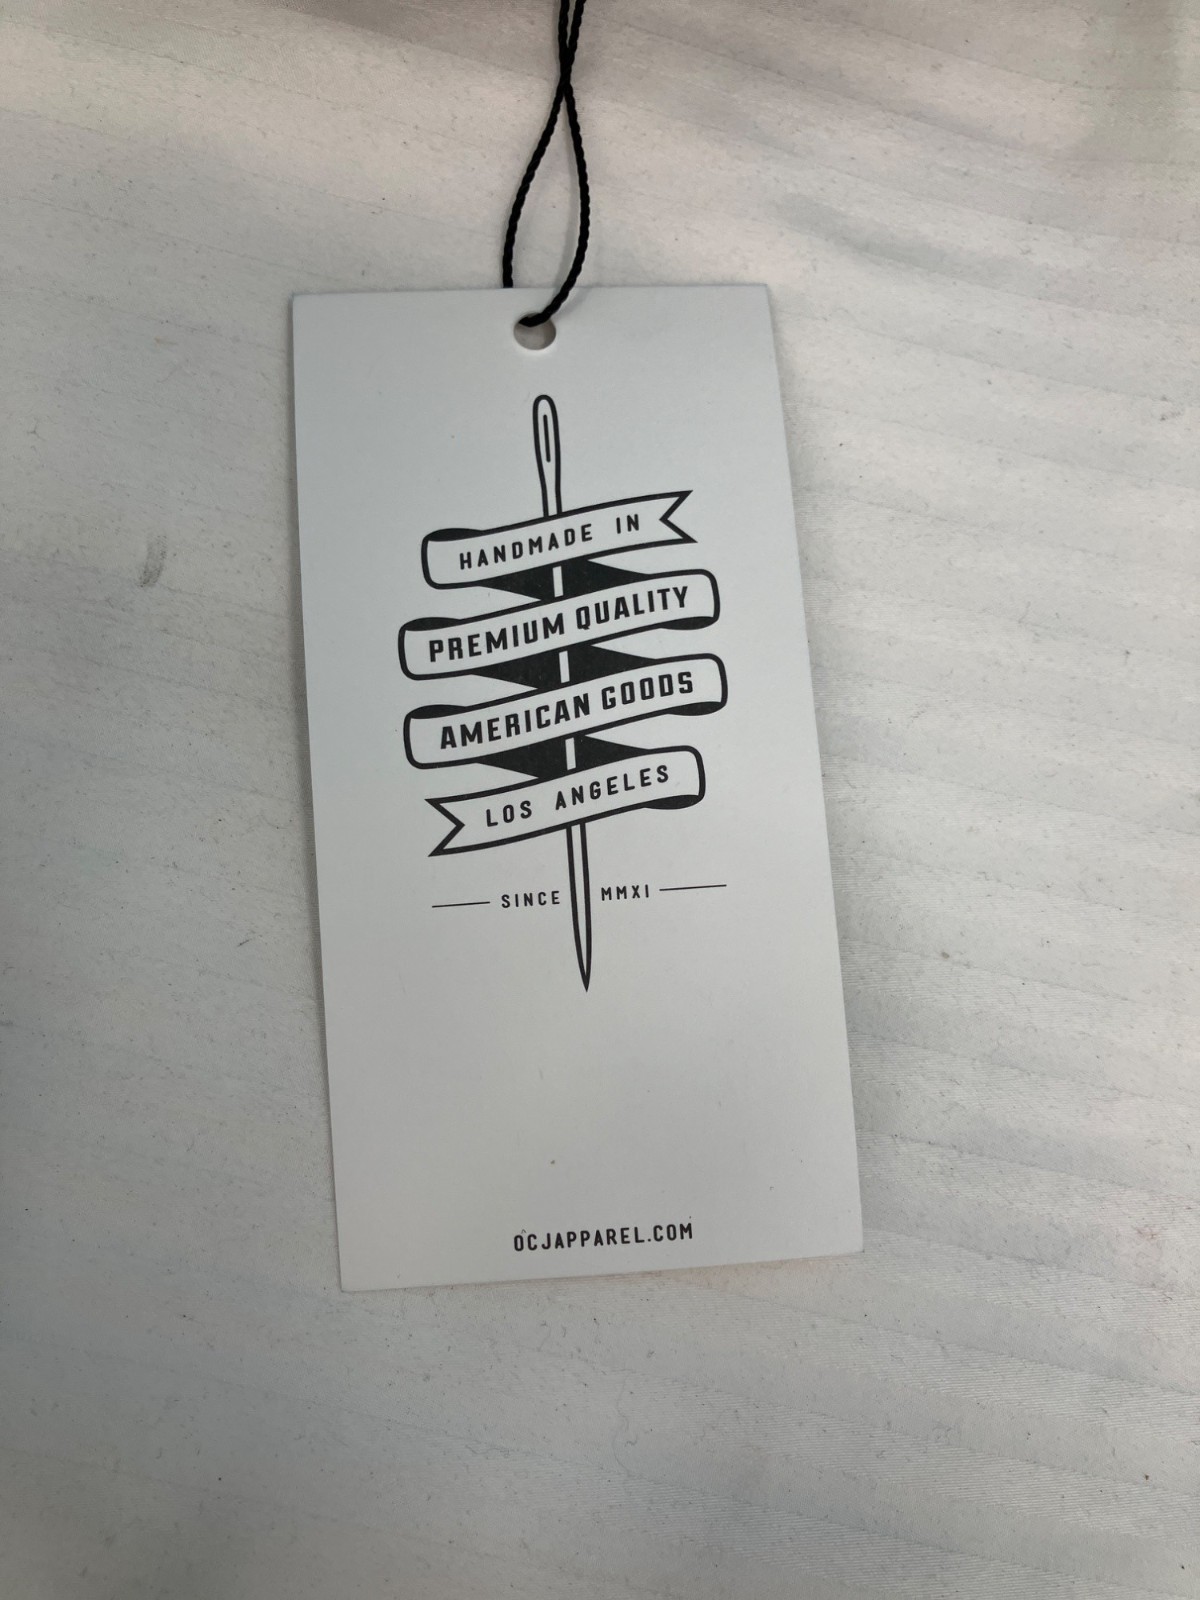 HANDMADE IN
PREMIUM QUALITY
AMERICAN GOODS
LOS ANGELES
SINCE MMXI
OCJAPPAREL.COM